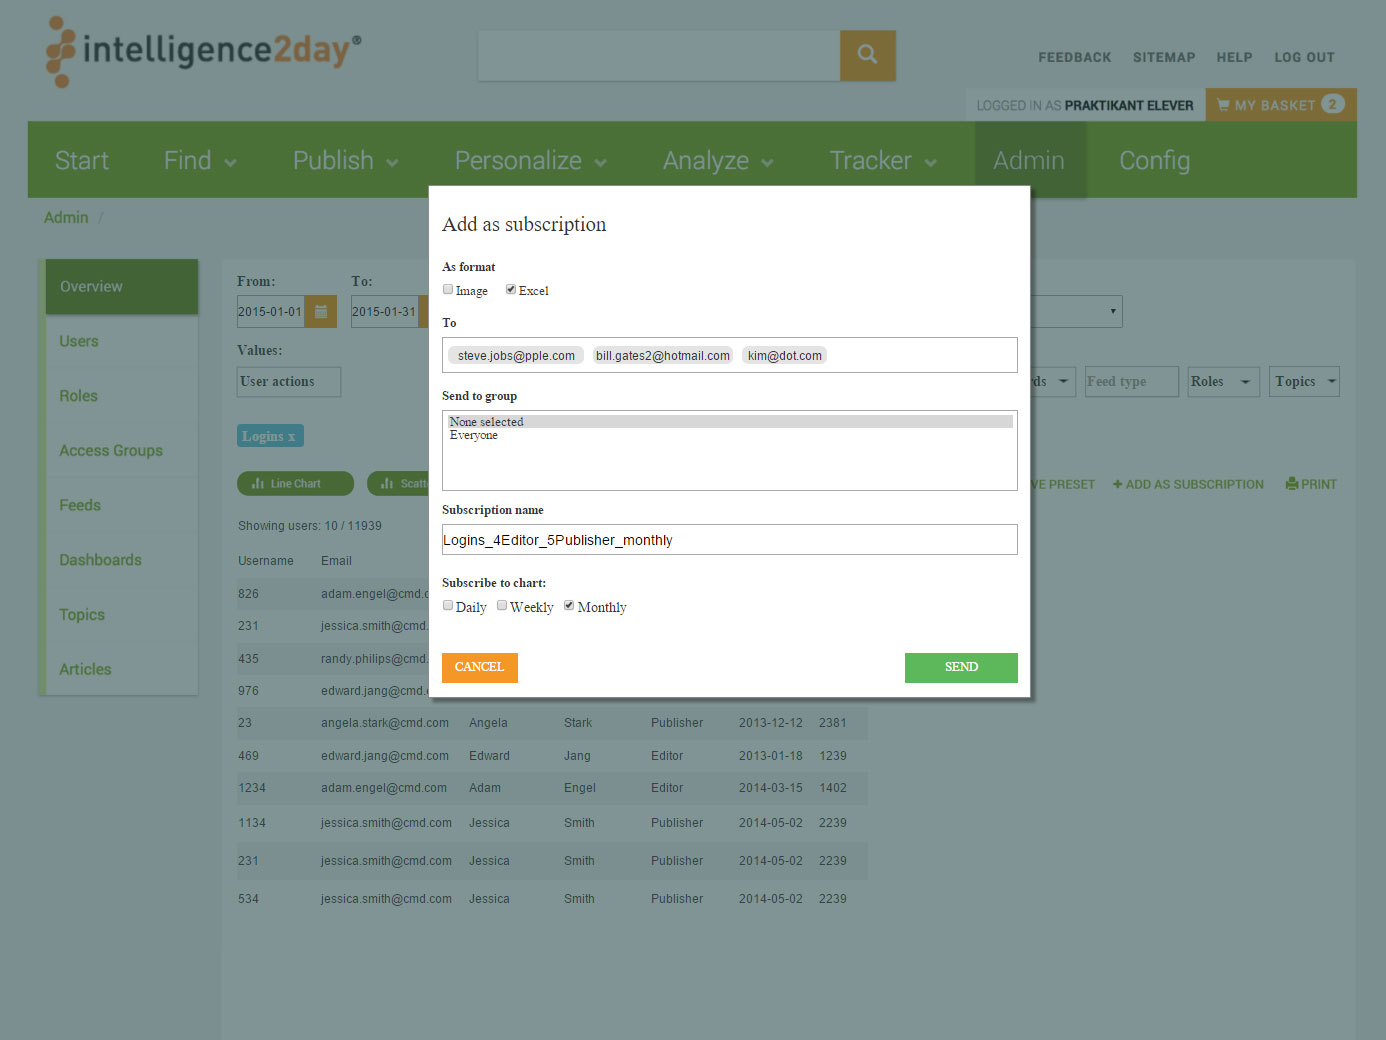 intelligence2day®
FEEDBACK SITEMAP HELP LOG OUT
LOGGED IN AS PRAKTIKANT ELEVER MY BASKET 2
Start Find Publish Personalize Analyze Tracker Admin Config
Admin /
Overview
Users
Roles
Access Groups
Feeds
Dashboards
Topics
Articles
From: To:
2015-01-01 2015-01-31
Values:
User actions
Feed type Roles Topics
Logins x
Line Chart
PRESET + ADD AS SUBSCRIPTION PRINT
Showing users: 10 / 11939
Username Email
826 adam.engel@cmd.c
231 jessica.smith@cmd.
435 randy.philips@cmd.
976 edward.jang@cmd.
23 angela.stark@cmd.com Angela Stark Publisher 2013-12-12 2381
469 edward.jang@cmd.com Edward Jang Editor 2013-01-18 1239
1234 adam.engel@cmd.com Adam Engel Editor 2014-03-15 1402
1134 jessica.smith@cmd.com Jessica Smith Publisher 2014-05-02 2239
231 jessica.smith@cmd.com Jessica Smith Publisher 2014-05-02 2239
534 jessica.smith@cmd.com Jessica Smith Publisher 2014-05-02 2239
Add as subscription
As format
Image Excel
To
steve.jobs@pple.com bill.gates2@hotmail.com kim@dot.com
Send to group
None selected
Everyone
Subscription name
Logins_4Editor_5Publisher_monthly
Subscribe to chart:
Daily Weekly Monthly
CANCEL SEND